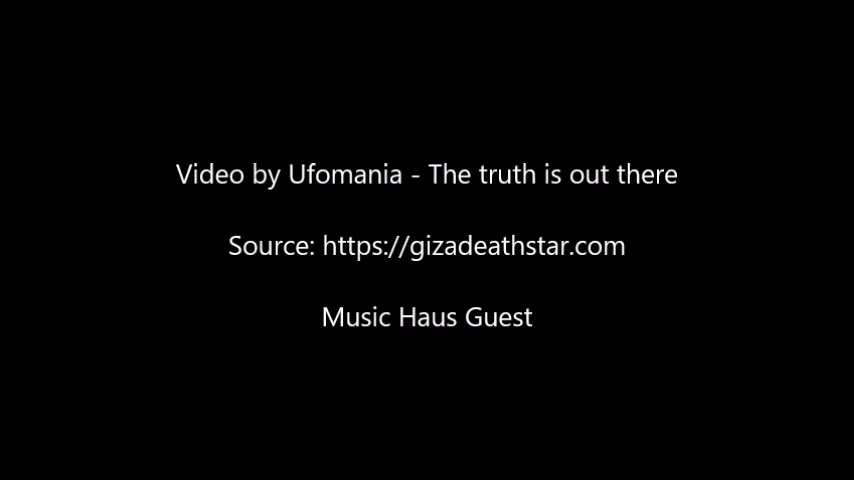 Video by Ufomania - The truth is out there
Source: https://gizadeathstar.com
Music Haus Guest